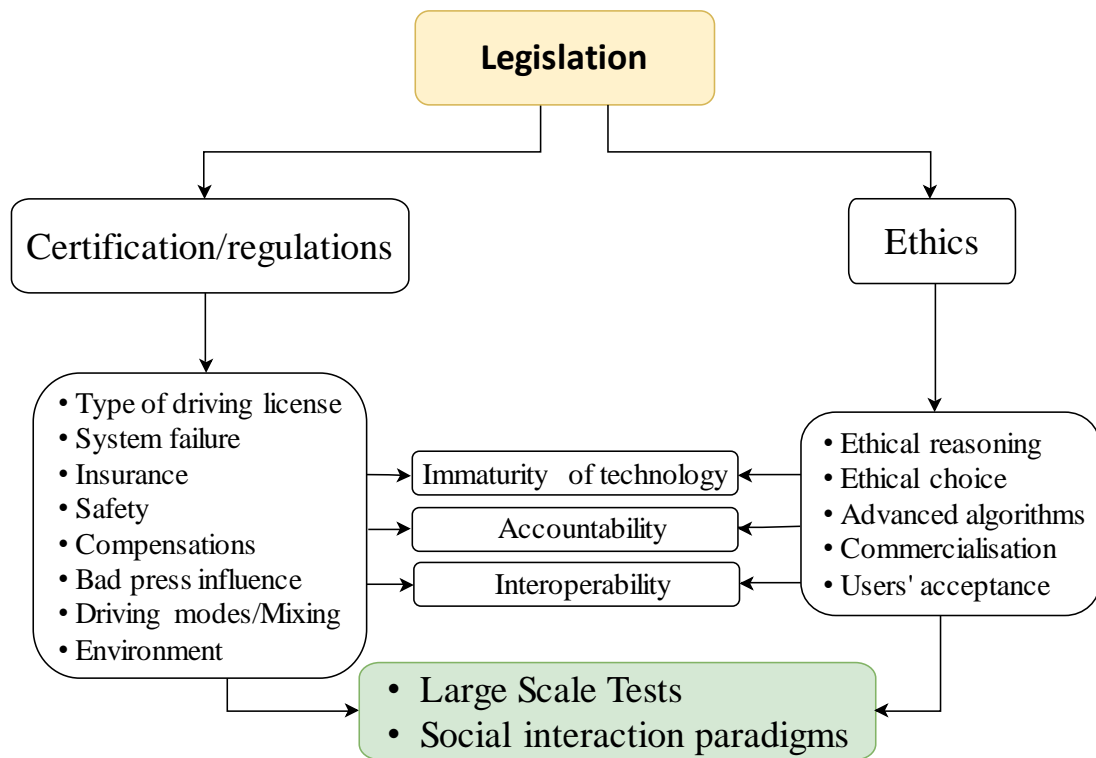 Legislation
Certification/regulations
Ethics
• Type of driving license
• System failure
• Insurance
• Safety
• Compensations
• Bad press influence
• Driving modes/Mixing
• Environment
Immaturity of technology
Accountability
Interoperability
• Ethical reasoning
• Ethical choice
• Advanced algorithms
• Commercialisation
• Users' acceptance
• Large Scale Tests
• Social interaction paradigms